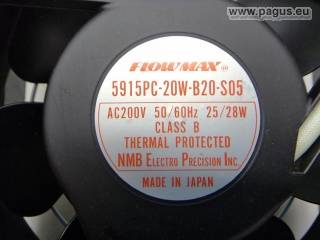 www.pagus.eu
FLOWMAX®
5915PC-20W-B20-S05
AC200V 50/60Hz 25/28W
CLASS B
THERMAL PROTECTED
NMB ELECTRO PRECISION INC.
MADE IN JAPAN